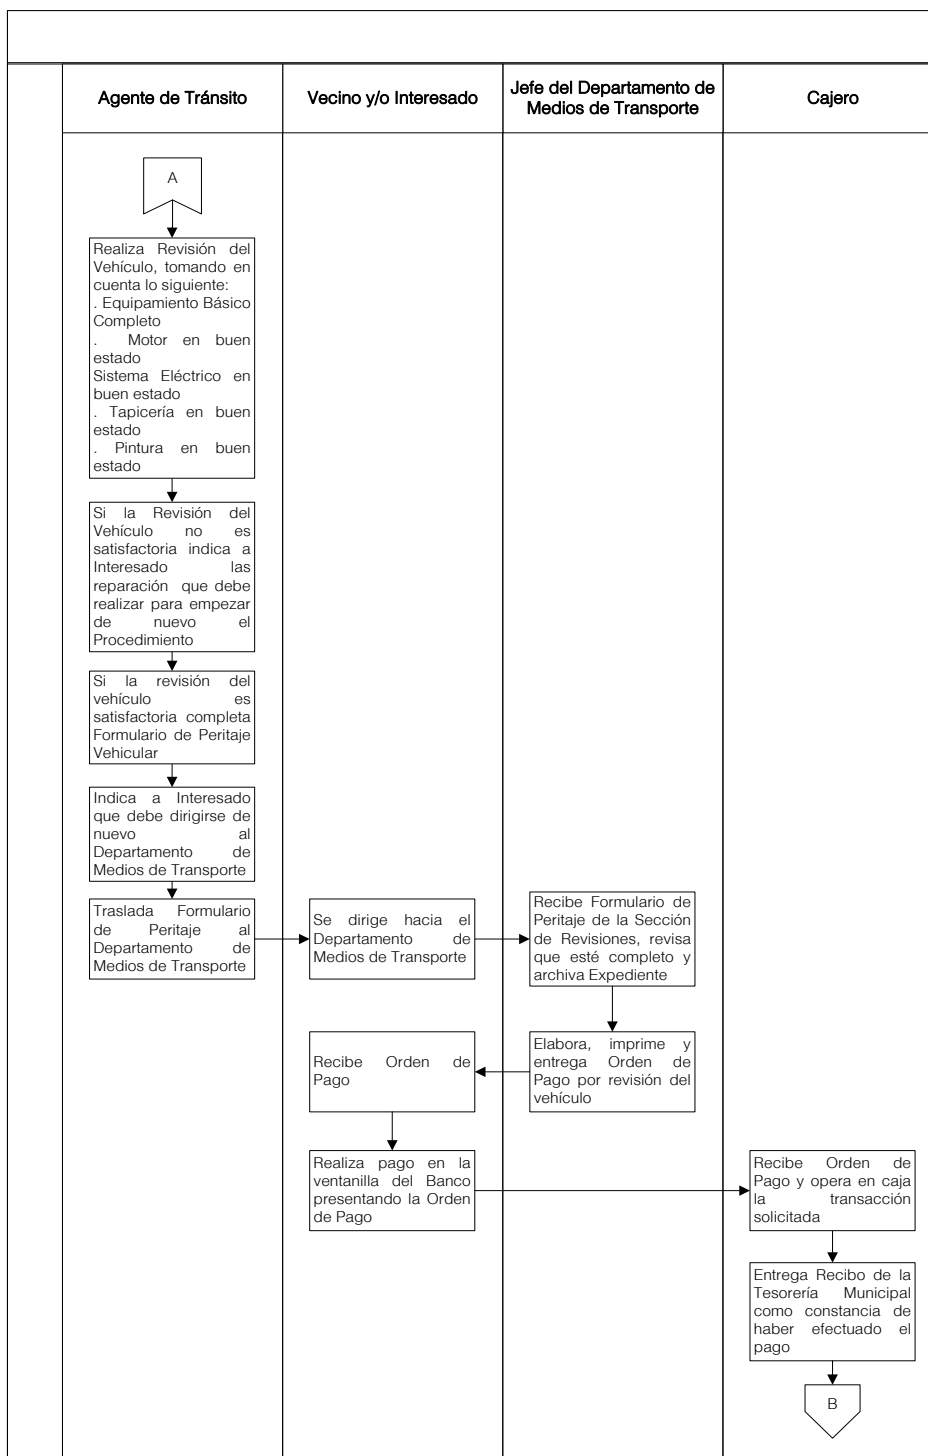 Agente de Tránsito
Vecino y/o Interesado
Jefe del Departamento de
Medios de Transporte
Cajero
A
Realiza Revisión del
Vehículo, tomando en
cuenta lo siguiente:
. Equipamiento Básico
Completo
. Motor en buen
estado
Sistema Eléctrico en
buen estado
. Tapicería en buen
estado
. Pintura en buen
estado
Si la Revisión del
Vehículo no es
satisfactoria indica a
Interesado las
reparación que debe
realizar para empezar
de nuevo el
Procedimiento
Si la revisión del
vehículo es
satisfactoria completa
Formulario de Peritaje
Vehicular
Indica a Interesado
que debe dirigirse de
nuevo al
Departamento de
Medios de Transporte
Traslada Formulario
de Peritaje al
Departamento de
Medios de Transporte
Se dirige hacia el
Departamento de
Medios de Transporte
Recibe Formulario de
Peritaje de la Sección
de Revisiones, revisa
que esté completo y
archiva Expediente
Elabora, imprime y
entrega Orden de
Pago por revisión del
vehículo
Recibe Orden de
Pago
Realiza pago en la
ventanilla del Banco
presentando la Orden
de Pago
Recibe Orden de
Pago y opera en caja
la transacción
solicitada
Entrega Recibo de la
Tesorería Municipal
como constancia de
haber efectuado el
pago
B